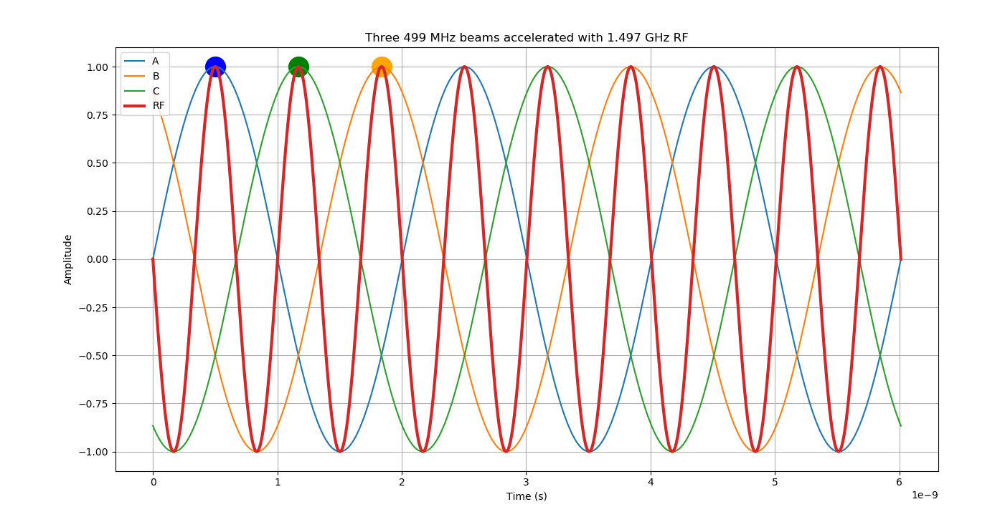 Three 499 MHz beams accelerated with 1.497 GHz RF
A
B
C
RF
1.00
0.75
0.50
0.25
0.00
−0.25
−0.50
−0.75
−1.00
Amplitude
0 1 2 3 4 5 6
Time (s)
1e−9